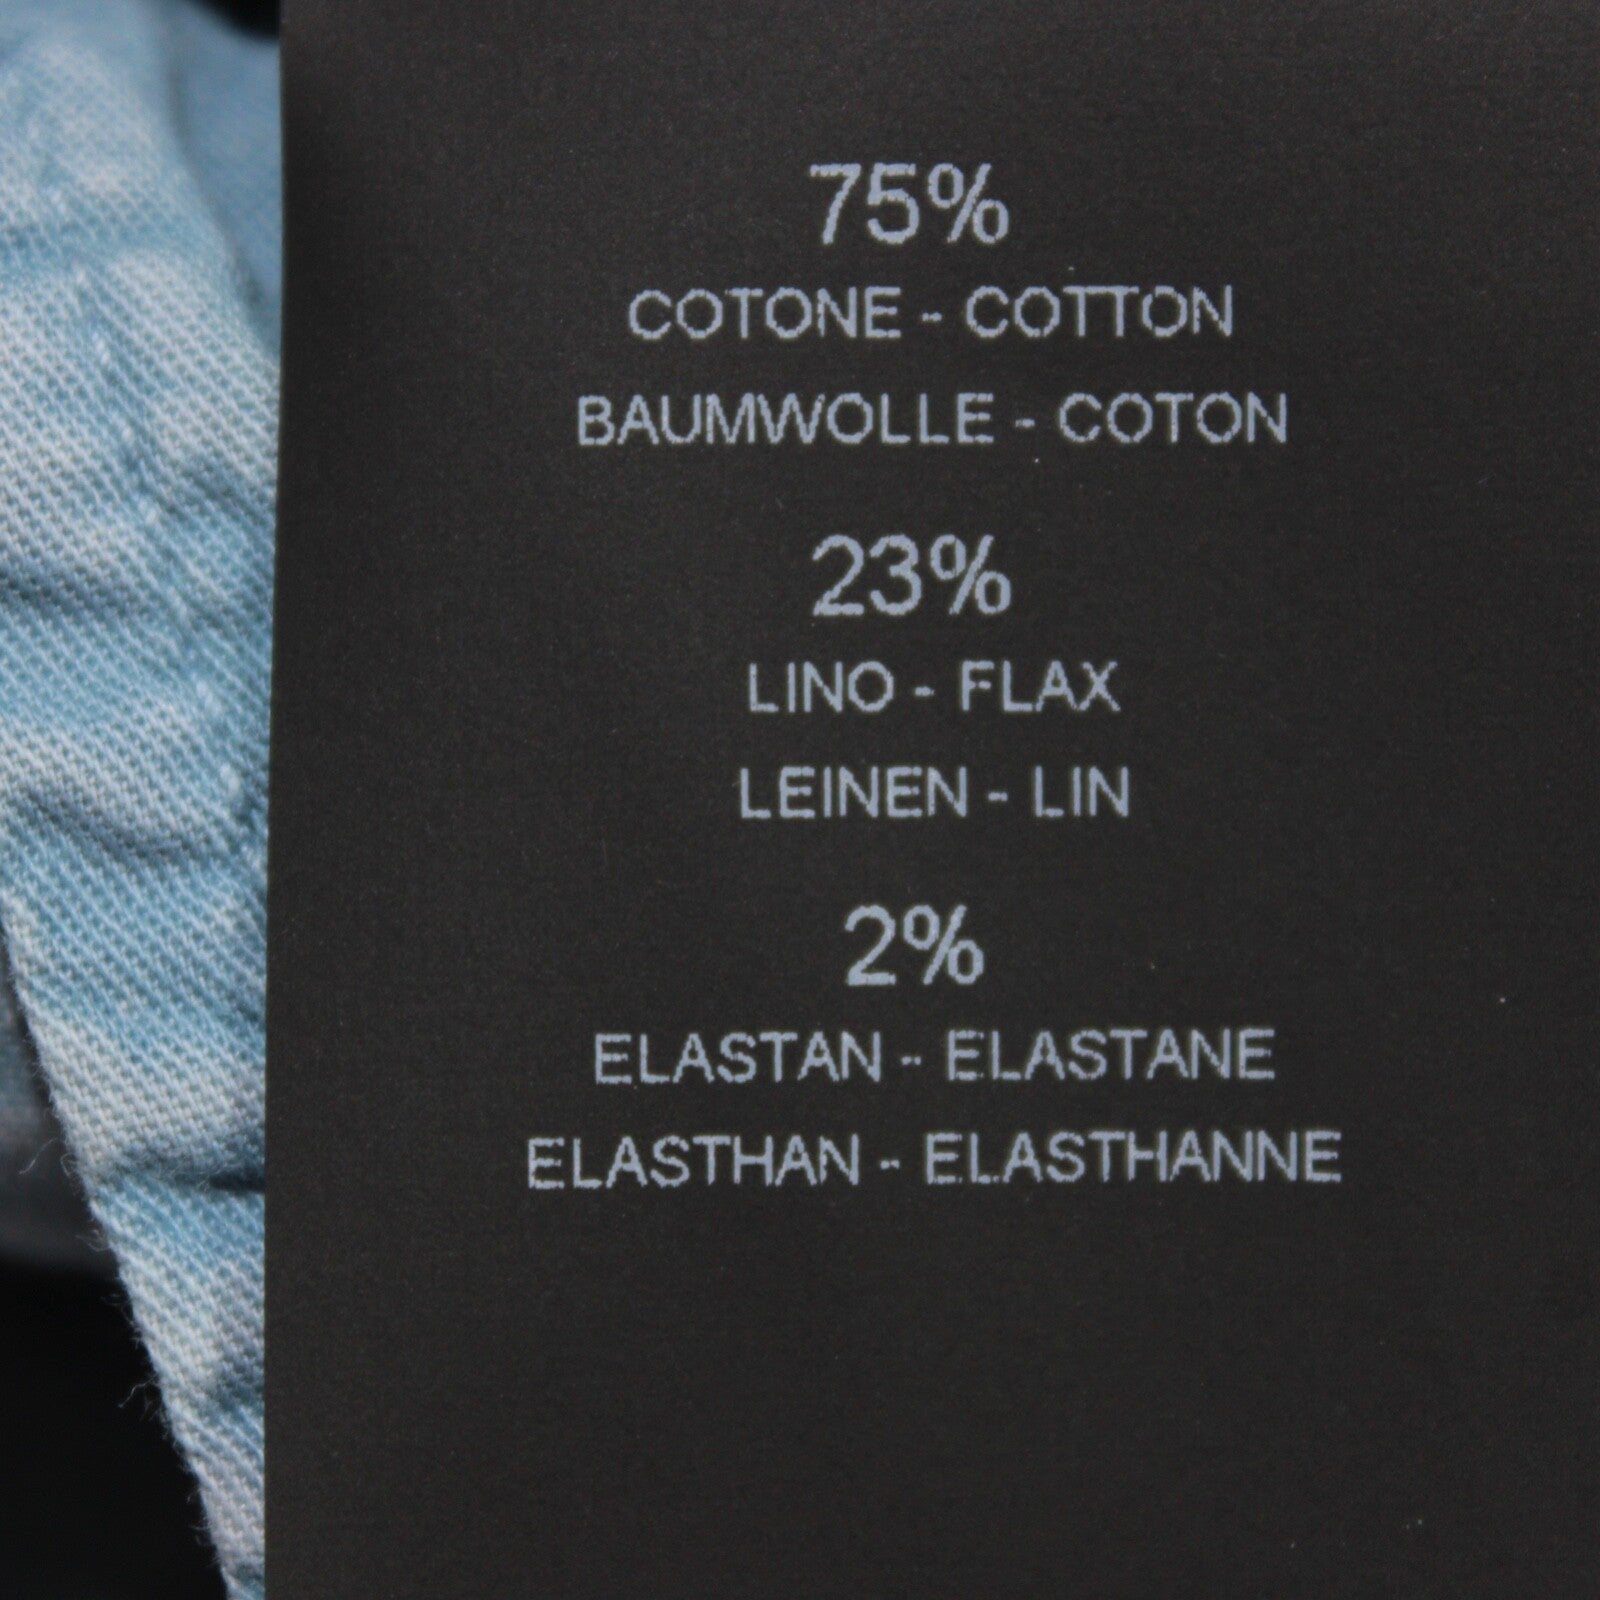 75%
COTONE - COTTON
BAUMWOLLE - COTON
23%
LINO - FLAX
LEINEN - LIN
2%
ELASTAN - ELASTANE
ELASTHAN - ELASTHANNE